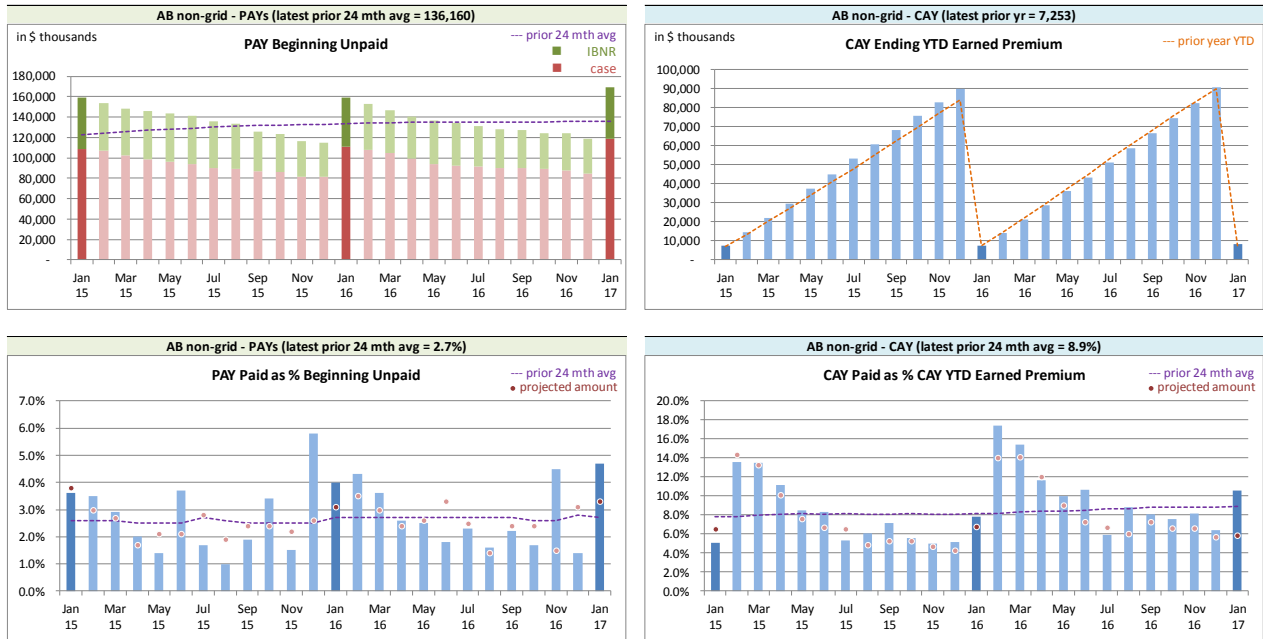 AB non-grid - PAYs (latest prior 24 mth avg = 136,160)
in $ thousands
PAY Beginning Unpaid
--- prior 24 mth avg
IBNR
case
180,000
160,000
140,000
120,000
100,000
80,000
60,000
40,000
20,000
-
Jan Mar May Jul Sep Nov Jan Mar May Jul Sep Nov Jan
15 15 15 15 15 15 16 16 16 16 16 16 17
AB non-grid - CAY (latest prior yr = 7,253)
in $ thousands
CAY Ending YTD Earned Premium
--- prior year YTD
100,000
90,000
80,000
70,000
60,000
50,000
40,000
30,000
20,000
10,000
-
Jan Mar May Jul Sep Nov Jan Mar May Jul Sep Nov Jan
15 15 15 15 15 15 16 16 16 16 16 16 17
AB non-grid - PAYs (latest prior 24 mth avg = 2.7%)
PAY Paid as % Beginning Unpaid
--- prior 24 mth avg
• projected amount
7.0%
6.0%
5.0%
4.0%
3.0%
2.0%
1.0%
0.0%
Jan Mar May Jul Sep Nov Jan Mar May Jul Sep Nov Jan
15 15 15 15 15 15 16 16 16 16 16 16 17
AB non-grid - CAY (latest prior 24 mth avg = 8.9%)
CAY Paid as % CAY YTD Earned Premium
--- prior 24 mth avg
• projected amount
20.0%
18.0%
16.0%
14.0%
12.0%
10.0%
8.0%
6.0%
4.0%
2.0%
0.0%
Jan Mar May Jul Sep Nov Jan Mar May Jul Sep Nov Jan
15 15 15 15 15 15 16 16 16 16 16 16 17